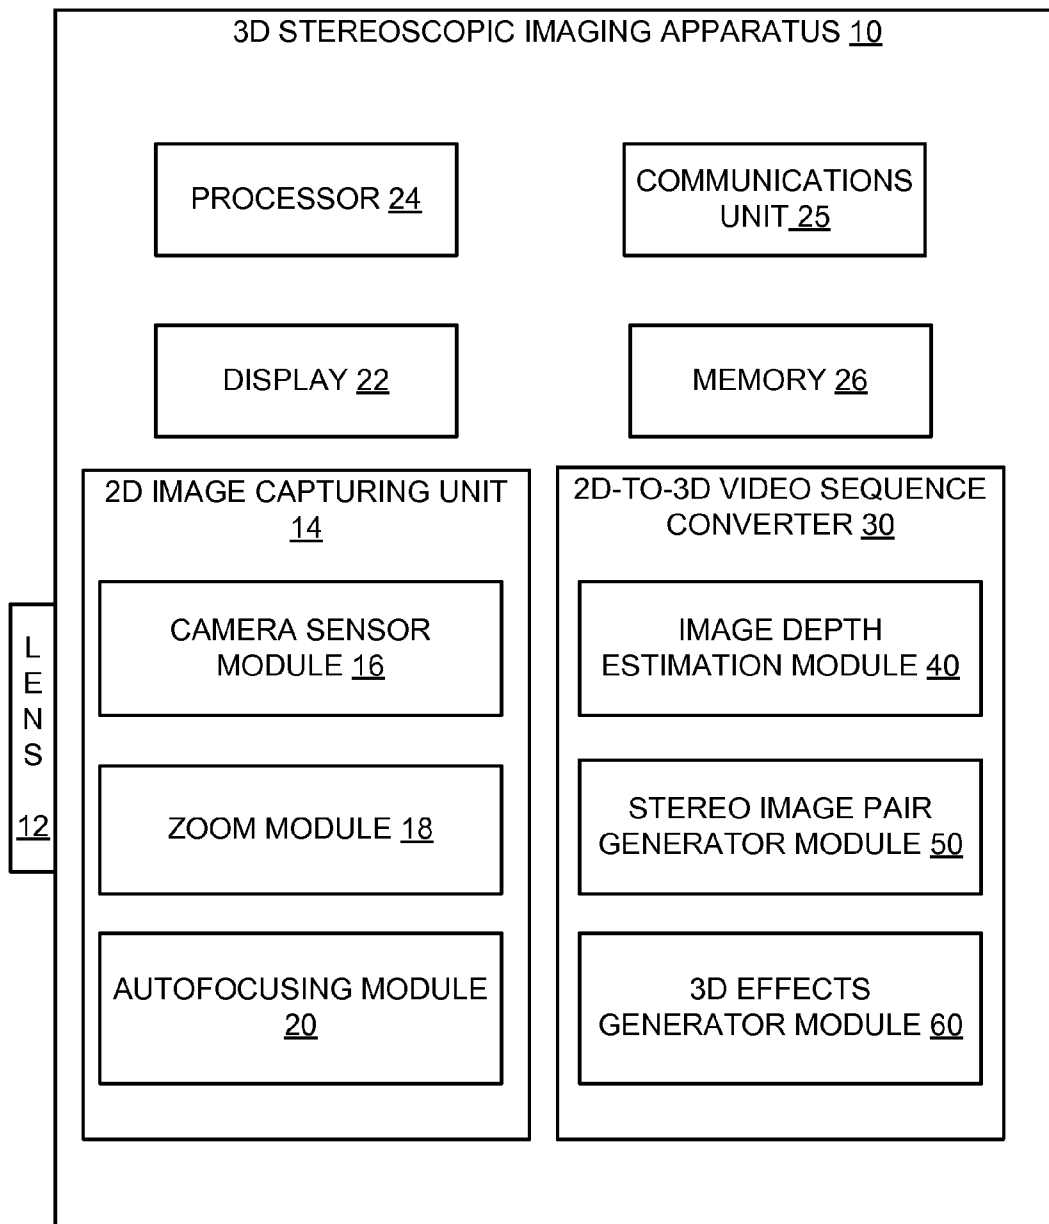 3D STEREOSCOPIC IMAGING APPARATUS 10
PROCESSOR 24
COMMUNICATIONS
UNIT 25
DISPLAY 22
MEMORY 26
2D IMAGE CAPTURING UNIT
14
CAMERA SENSOR
MODULE 16
ZOOM MODULE 18
AUTOFOCUSING MODULE
20
2D-TO-3D VIDEO SEQUENCE
CONVERTER 30
IMAGE DEPTH
ESTIMATION MODULE 40
STEREO IMAGE PAIR
GENERATOR MODULE 50
3D EFFECTS
GENERATOR MODULE 60
L
E
N
S
12